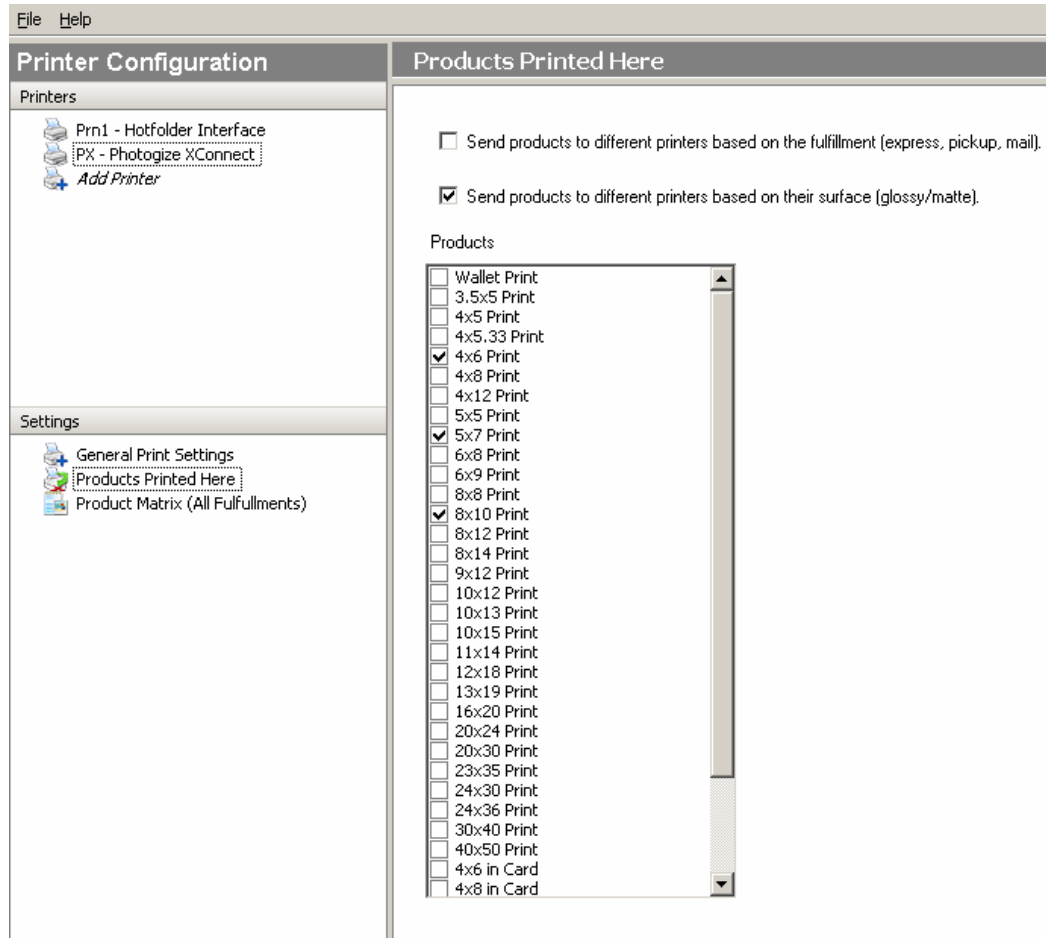 File Help
Printer Configuration
Printers
Prn1 - Hotfolder Interface
PX - Photogize XConnect
Add Printer
Settings
General Print Settings
Products Printed Here
Product Matrix (All Fulfullments)
Products Printed Here
Send products to different printers based on the fulfillment (express, pickup, mail).
Send products to different printers based on their surface (glossy/matte).
Products
Wallet Print
3.5x5 Print
4x5 Print
4x5.33 Print
4x6 Print
4x8 Print
4x12 Print
5x5 Print
5x7 Print
6x8 Print
6x9 Print
8x8 Print
8x10 Print
8x12 Print
8x14 Print
9x12 Print
10x12 Print
10x13 Print
10x15 Print
11x14 Print
12x18 Print
13x19 Print
16x20 Print
20x24 Print
20x30 Print
23x35 Print
24x30 Print
24x36 Print
30x40 Print
40x50 Print
4x6 in Card
4x8 in Card